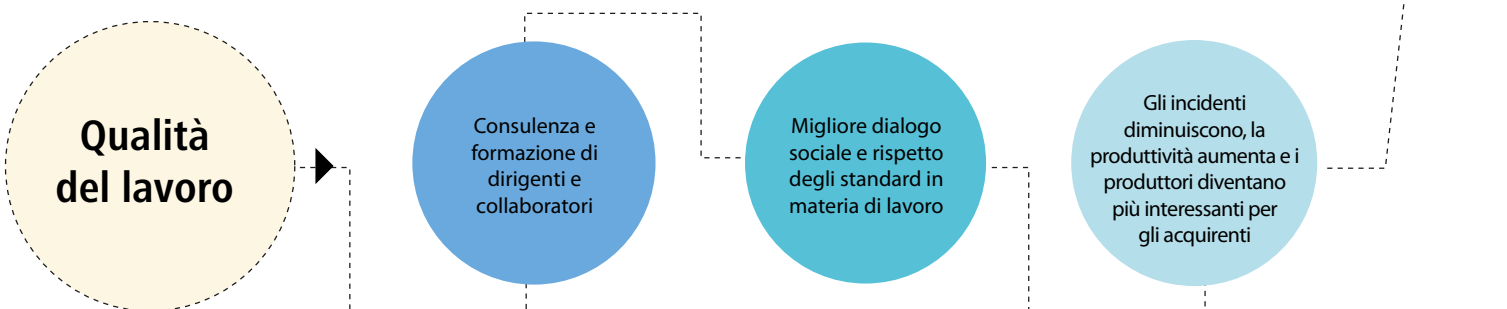 Qualità
del lavoro
Consulenza e
formazione di
dirigenti e
collaboratori
Migliore dialogo
sociale e rispetto
degli standard in
materia di lavoro
Gli incidenti
diminuiscono, la
produttività aumenta e i
produttori diventano
più interessanti per
gli acquirenti